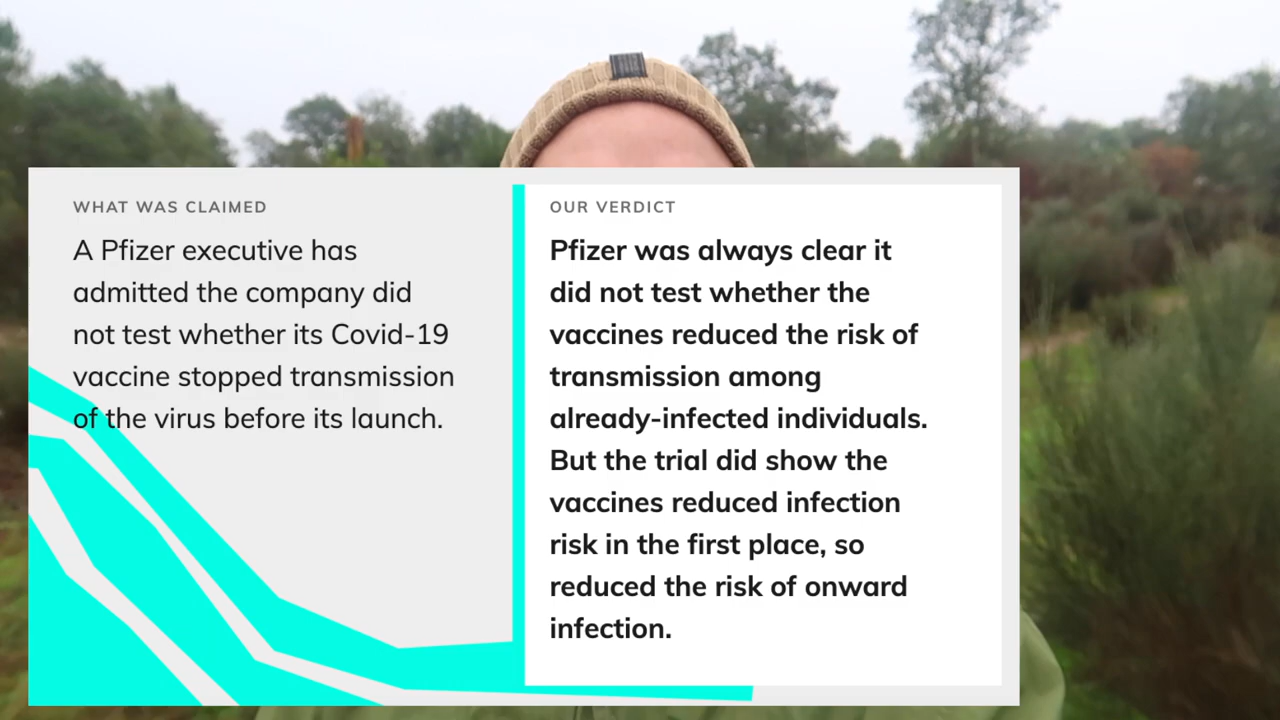 WHAT WAS CLAIMED
A Pfizer executive has
admitted the company did
not test whether its Covid-19
vaccine stopped transmission
of the virus before its launch.
OUR VERDICT
Pfizer was always clear it
did not test whether the
vaccines reduced the risk of
transmission among
already-infected individuals.
But the trial did show the
vaccines reduced infection
risk in the first place, so
reduced the risk of onward
infection.